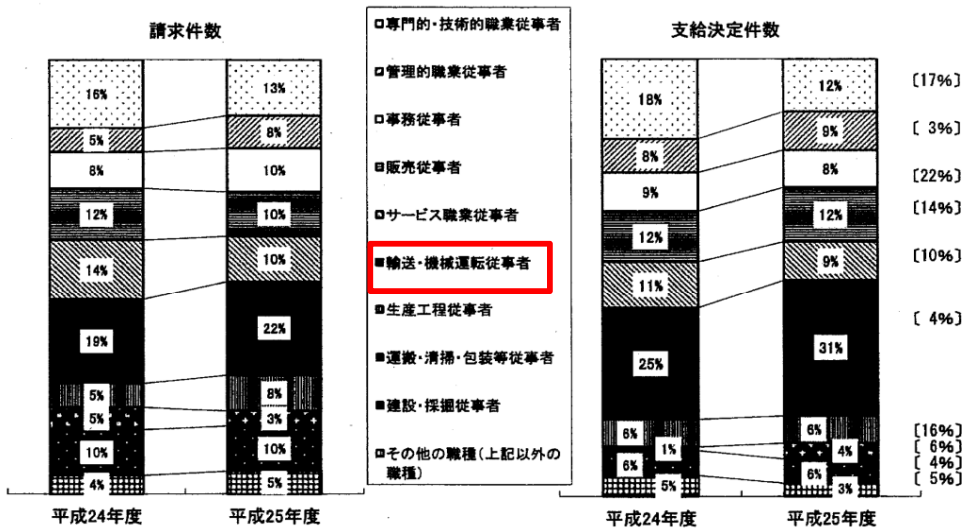 請求件数
16%
5%
8%
12%
14%
19%
5%
5%
10%
4%
平成24年度
13%
8%
10%
10%
10%
22%
8%
3%
10%
5%
平成25年度
専門的・技術的職業従事者
管理的職業従事者
事務従事者
販売従事者
サービス職業従事者
輸送・機械運転従事者
生産工程従事者
運搬・清掃・包装等従事者
建設・採掘従事者
その他の職種(上記以外の
職種)
支給決定件数
18%
8%
9%
12%
11%
25%
6%
1%
6%
5%
平成24年度
12%
9%
8%
12%
9%
31%
6%
4%
6%
3%
平成25年度
[17%]
[ 3%]
[22%]
[14%]
[10%]
[ 4%]
[16%]
[ 6%]
[ 4%]
[ 5%]